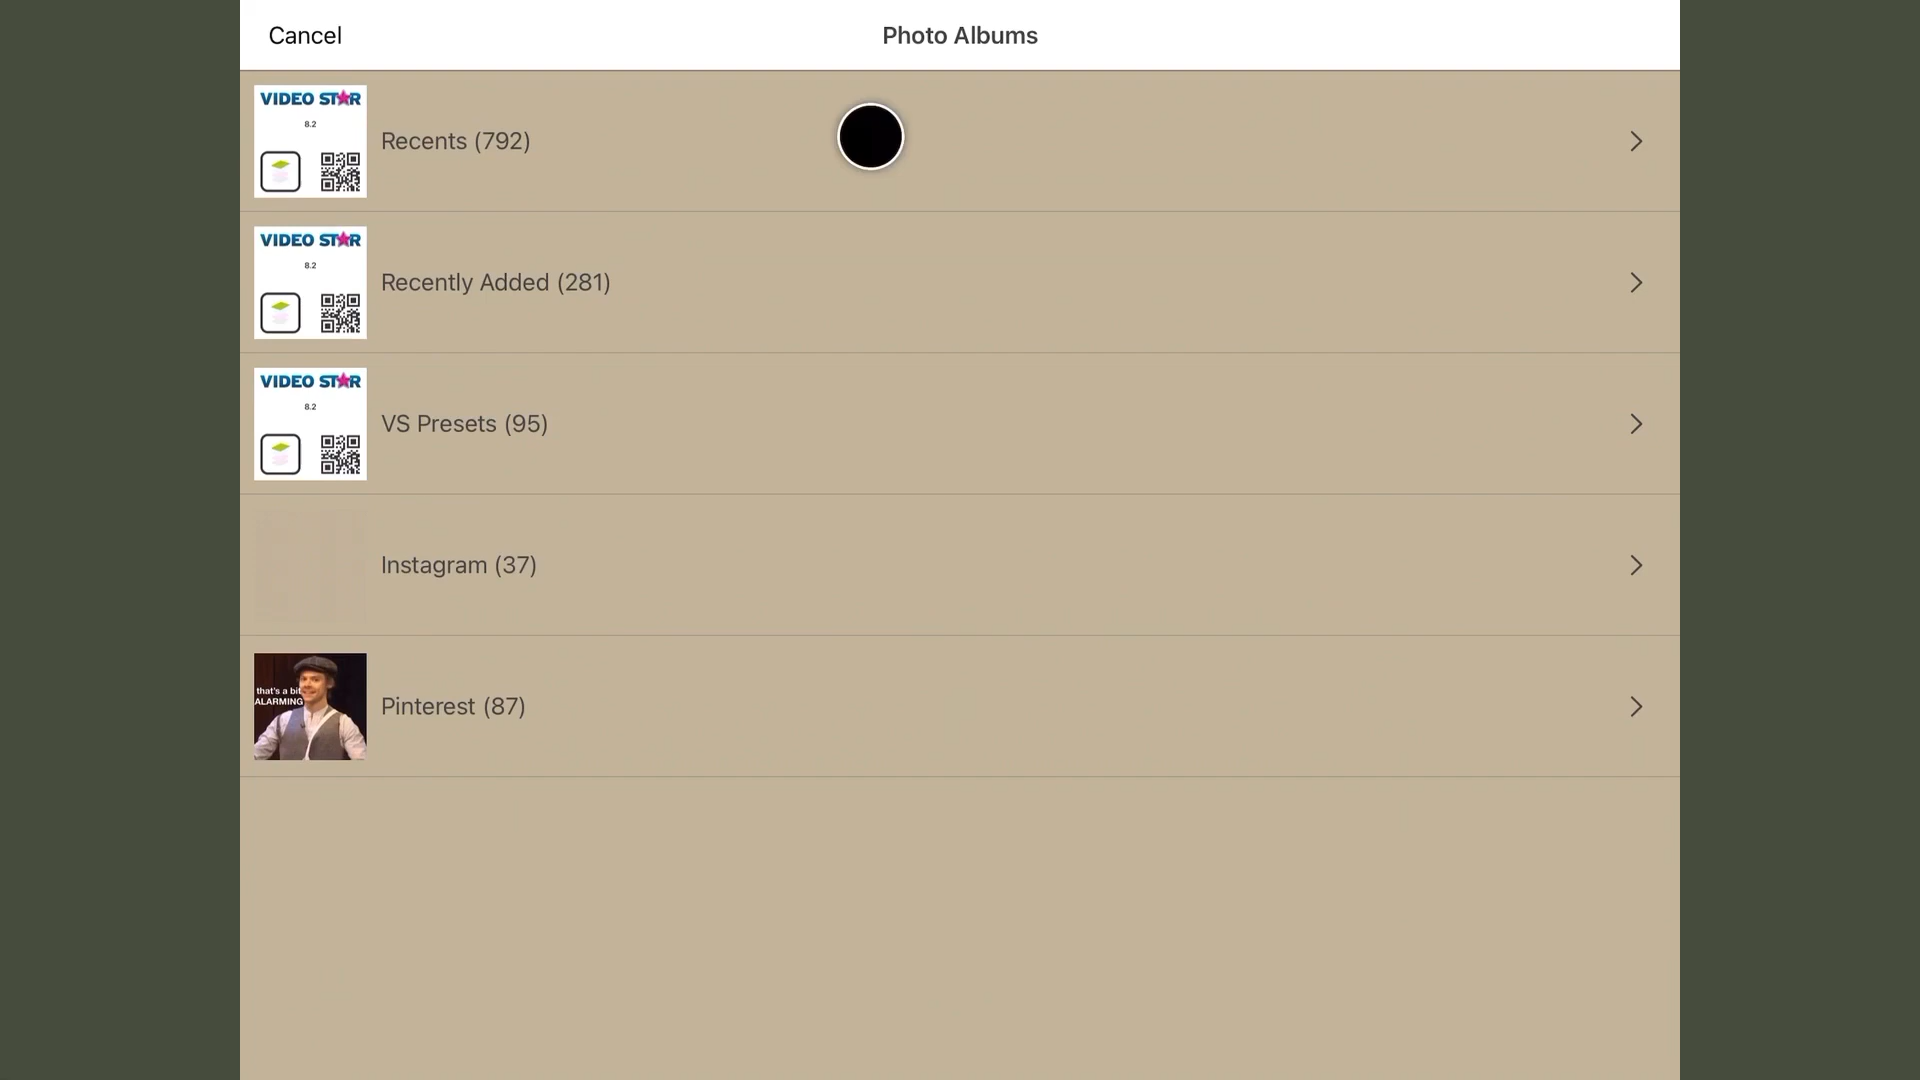 Cancel
Photo Albums
VIDEO STAR
8.2
Recents (792)
VIDEO STAR
8.2
Recently Added (281)
VIDEO STAR
8.2
VS Presets (95)
Instagram (37)
that's a bit
ALARMING
Pinterest (87)